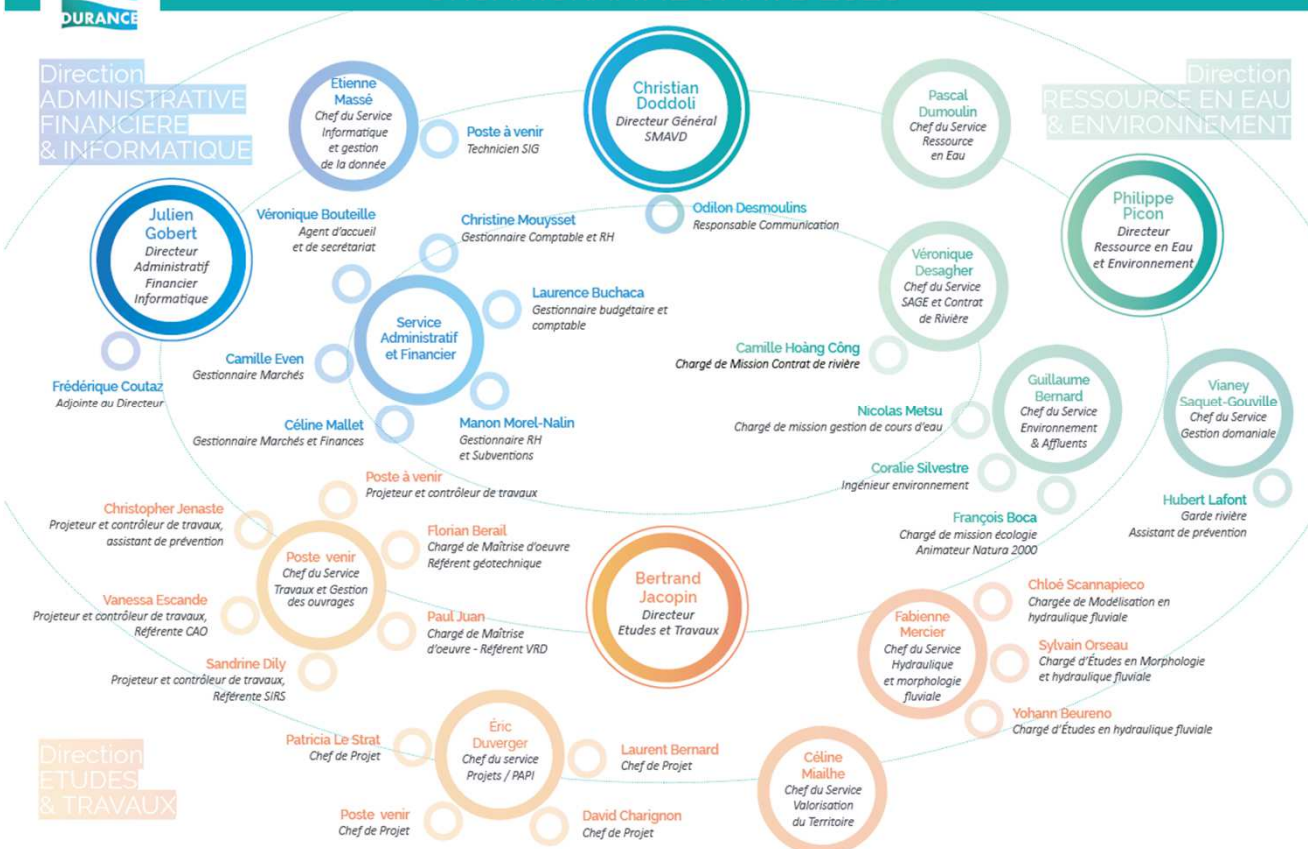 DURANCE
Direction
ADMINISTRATIVE
FINANCIERE
& INFORMATIQUE
Etienne
Massé
Chef du Service
Informatique
et gestion
de la donnée
Poste à venir
Technicien SIG
Christian
Doddoli
Directeur Général
SMAVD
Odilon Desmoulins
Responsable Communication
Pascal
Dumoulin
Chef du Service
Ressource
en Eau
Direction
RESSOURCE EN EAU
& ENVIRONNEMENT
Julien
Gobert
Directeur
Administratif
Financier
Informatique
Frédérique Coutaz
Adjointe au Directeur
Véronique Bouteille
Agent d'accueil
et de secrétariat
Christine Mouysset
Gestionnaire Comptable et RH
Laurence Buchaca
Gestionnaire budgétaire et
comptable
Service
Administratif
et Financier
Camille Even
Gestionnaire Marchés
Céline Mallet
Gestionnaire Marchés et Finances
Manon Morel-Nalin
Gestionnaire RH
et Subventions
Philippe
Picon
Directeur
Ressource en Eau
et Environnement
Véronique
Desagher
Chef du Service
SAGE et Contrat
de Rivière
Camille Hoàng Công
Chargé de Mission Contrat de rivière
Guillaume
Bernard
Chef du Service
Environnement
& Affluents
Nicolas Metsu
Chargé de mission gestion de cours d'eau
Coralie Silvestre
Ingénieur environnement
François Boca
Chargé de mission écologie
Animateur Natura 2000
Vianey
Saquet-Gouville
Chef du Service
Gestion domaniale
Hubert Lafont
Garde rivière
Assistant de prévention
Poste à venir
Projeteur et contrôleur de travaux
Christopher Jenaste
Projeteur et contrôleur de travaux,
assistant de prévention
Florian Berail
Chargé de Maîtrise d'oeuvre
Référent géotechnique
Poste venir
Chef du Service
Travaux et Gestion
des ouvrages
Vanessa Escande
Projeteur et contrôleur de travaux,
Référente CAO
Paul Juan
Chargé de Maîtrise
d'oeuvre - Référent VRD
Sandrine Dily
Projeteur et contrôleur de travaux,
Référente SIRS
Bertrand
Jacopin
Directeur
Etudes et Travaux
Fabienne
Mercier
Chef du Service
Hydraulique
et morphologie
fluviale
Chloé Scannapieco
Chargée de Modélisation en
hydraulique fluviale
Sylvain Orseau
Chargé d'Études en Morphologie
et hydraulique fluviale
Yohann Beureno
Chargé d'Études en hydraulique fluviale
Direction
ETUDES
& TRAVAUX
Éric
Duverger
Chef du service
Projets / PAPI
Patricia Le Strat
Chef de Projet
Laurent Bernard
Chef de Projet
Poste venir
Chef de Projet
David Charignon
Chef de Projet
Céline
Miailhe
Chef du Service
Valorisation
du Territoire